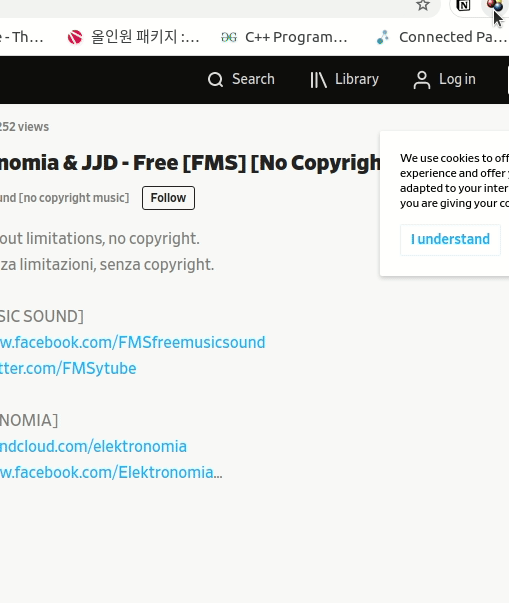 - Th...
올인원 패키지 :...
C++ Program...
Connected Pa...
Search
Library
Log in
252 views
nomia & JJD - Free [FMS] [No Copyrigh
und [no copyright music]
Follow
We use cookies to off
experience and offer
adapted to your inter
you are giving your co
I understand
out limitations, no copyright.
za limitazioni, senza copyright.
SIC SOUND]
w.facebook.com/FMSfreemusicsound
tter.com/FMSytube
NOMIA]
ndcloud.com/elektronomia
w.facebook.com/Elektronomia...